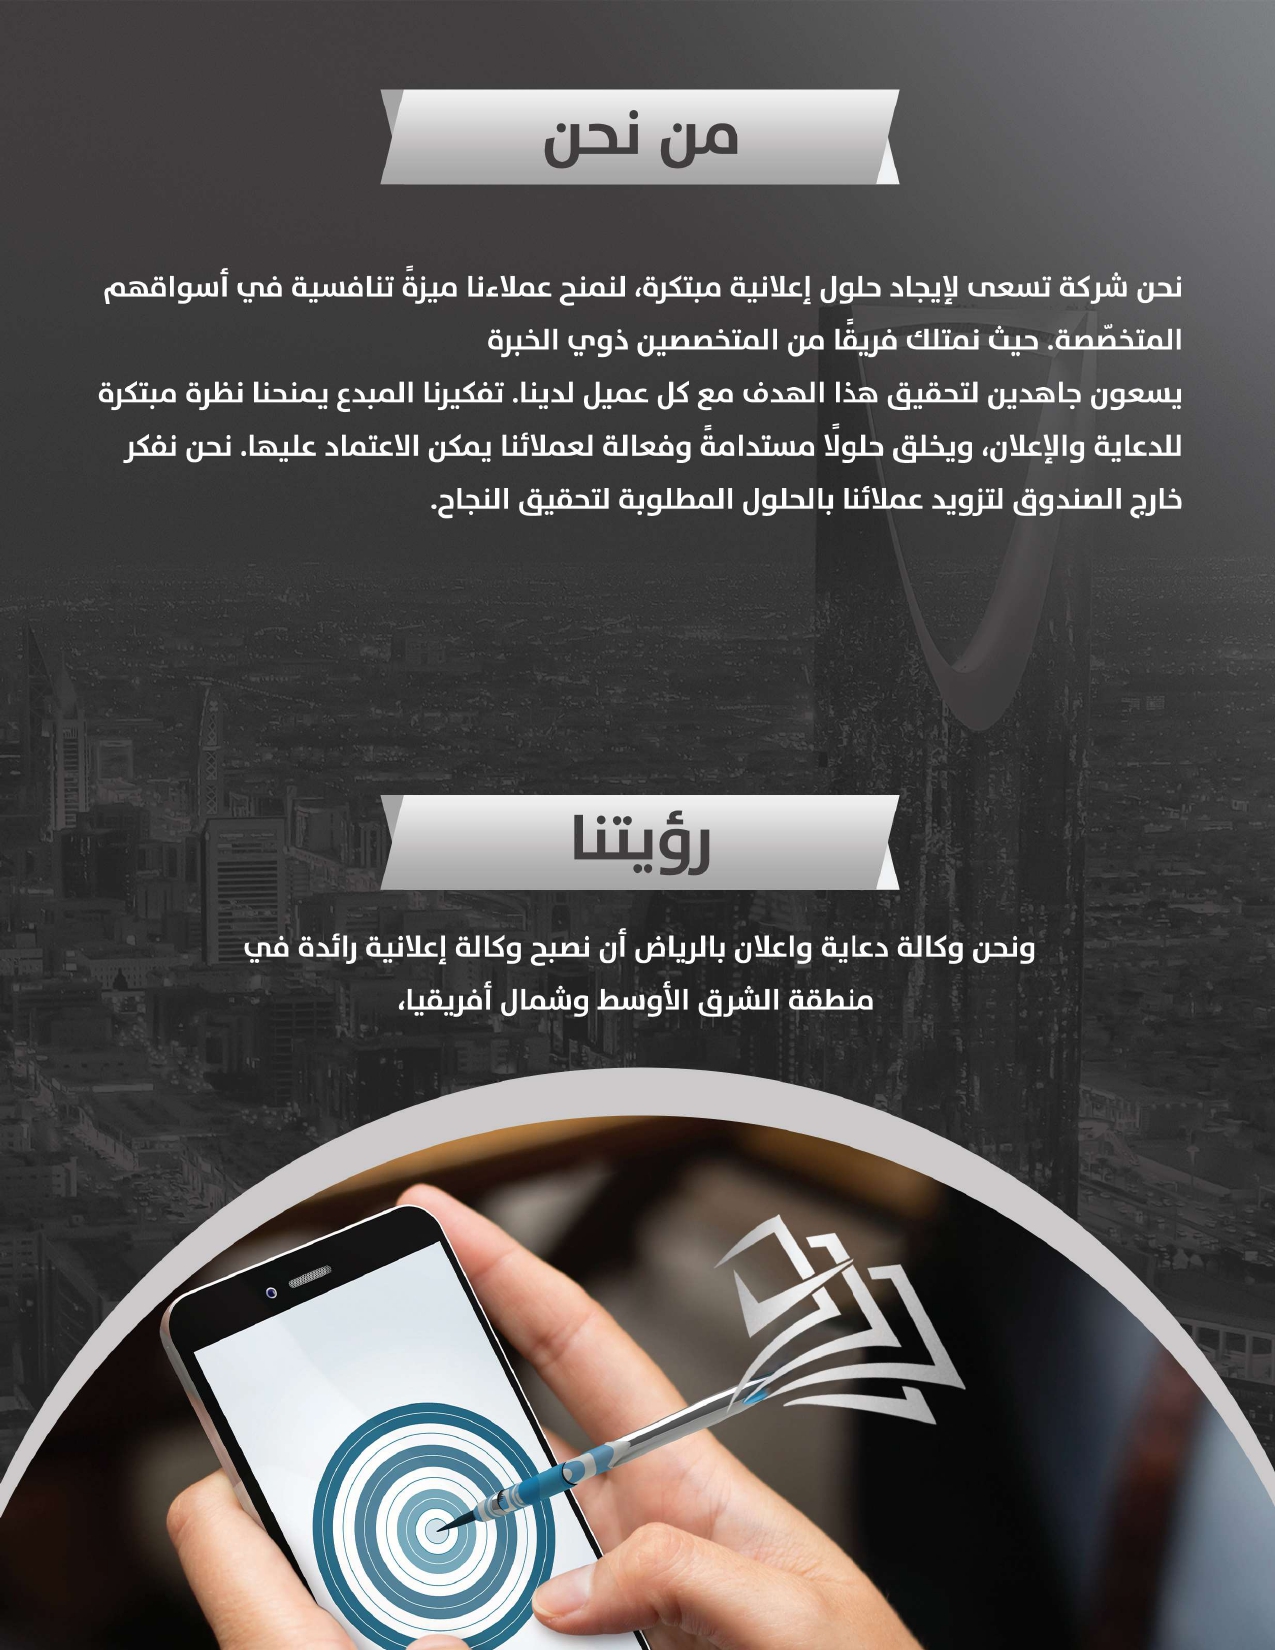 من نحن
نحن شركة تسعى لإيجاد حلول إعلانية مبتكرة، لنمنح عملاءنا ميزةً تنافسية في أسواقهم
المتخصّصة. حيث نمتلك فريقًا من المتخصصين ذوي الخبرة
يسعون جاهدين لتحقيق هذا الهدف مع كل عميل لدينا. تفكيرنا المبدع يمنحنا نظرة مبتكرة
للدعاية والإعلان، ويخلق حلولًا مستدامةً وفعالة لعملائنا يمكن الاعتماد عليها. نحن نفكر
خارج الصندوق لتزويد عملائنا بالحلول المطلوبة لتحقيق النجاح.
رؤيتنا
ونحن وكالة دعاية واعلان بالرياض أن نصبح وكالة إعلانية رائدة في
منطقة الشرق الأوسط وشمال أفريقيا،